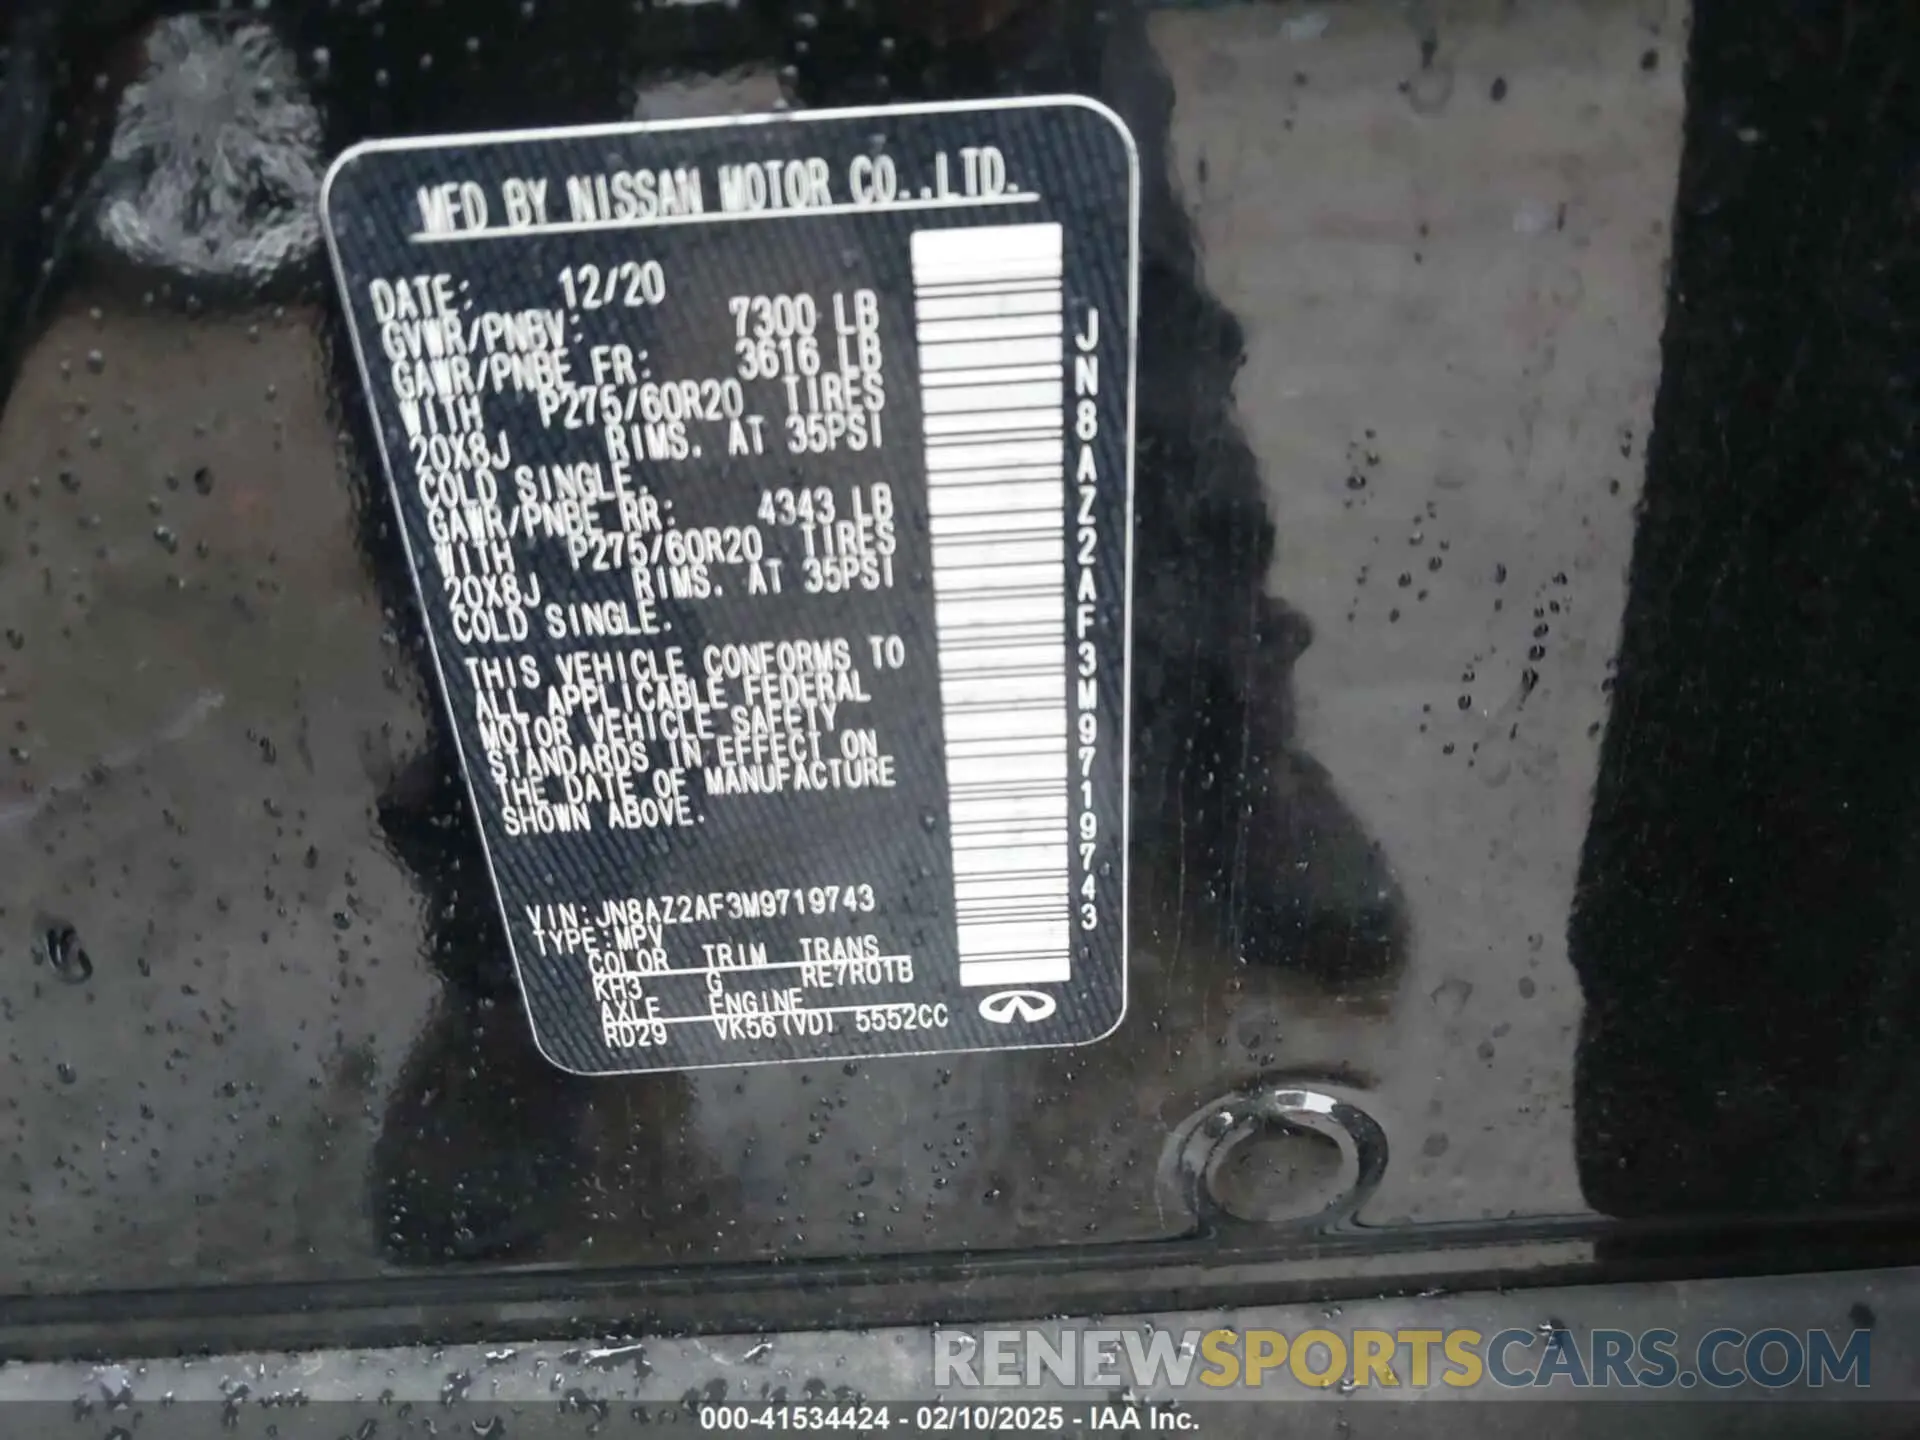 MFD BY NISSAN MOTOR CO.,LTD.
DATE: 12/20
GVWR/PNBV: 7300 LB
GAWR/PNBE FR: 3616 LB
WITH P275/60R20 TIRES
20X8J RIMS. AT 35PSI
COLD SINGLE.
GAWR/PNBE RR: 4343 LB
WITH P275/60R20 TIRES
20X8J RIMS. AT 35PSI
COLD SINGLE.
THIS VEHICLE CONFORMS TO
ALL APPLICABLE FEDERAL
MOTOR VEHICLE SAFETY
STANDARDS IN EFFECT ON
THE DATE OF MANUFACTURE
SHOWN ABOVE.
VIN:JN8AZ2AF3M9719743
TYPE:MPV
COLOR TRIM TRANS
KH3 G RE7R01B
AXLE ENGINE
RD29 VK56(VD) 5552CC
JN8AZ2AF3M9719743
RENEWSPORTSCARS.COM
000-41534424 - 02/10/2025 - IAA Inc.